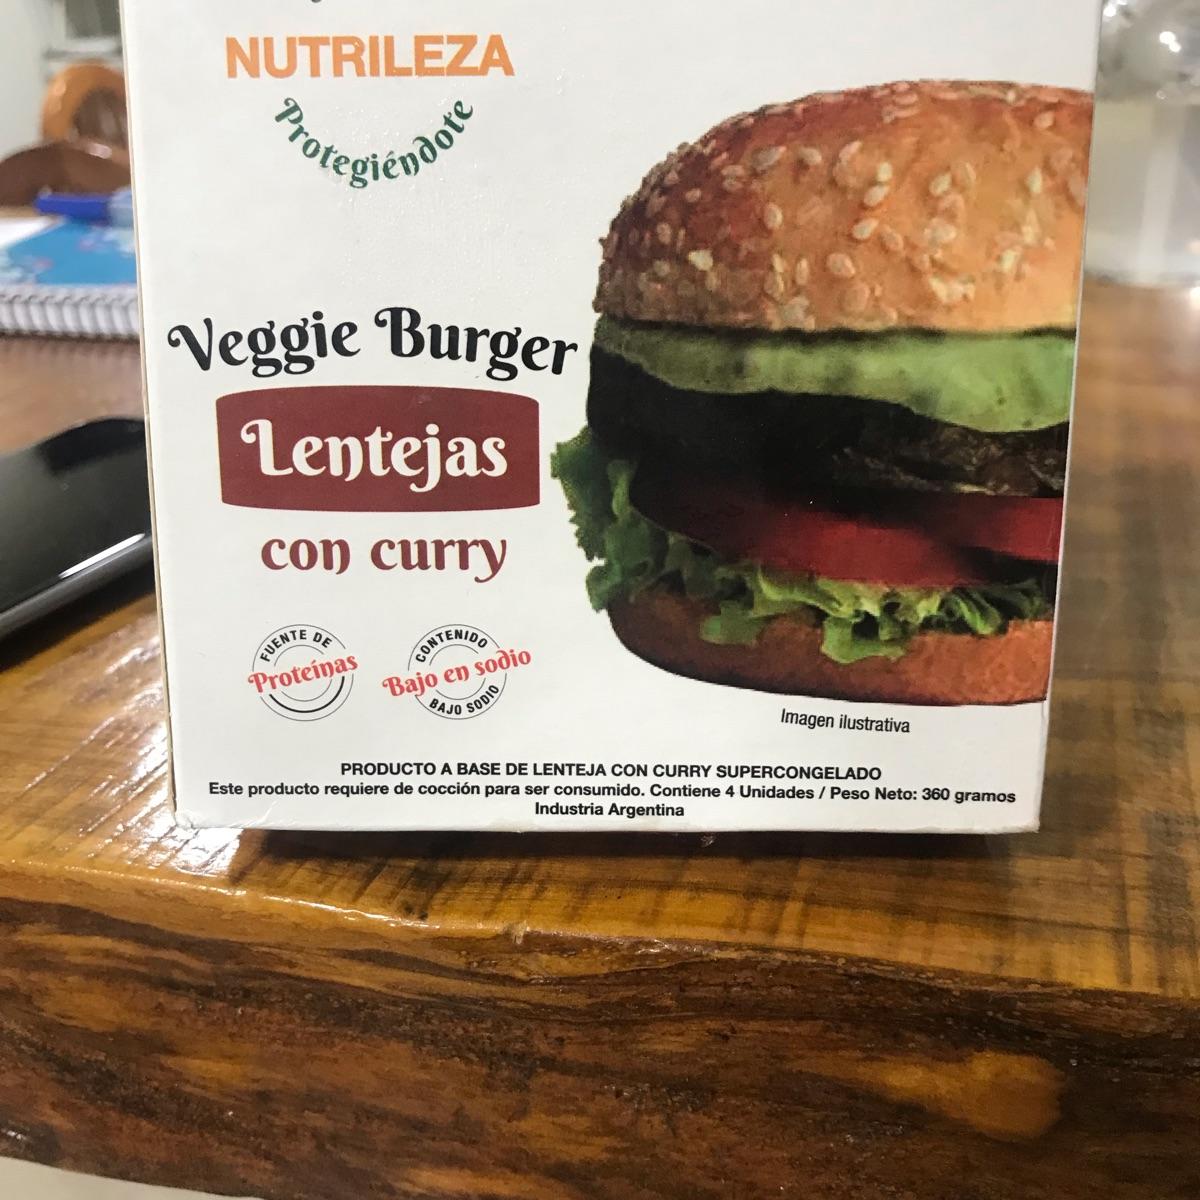 NUTRILEZA
Protegiéndote
Veggie Burger
Lentejas
con curry
FUENTE DE
Proteínas
CONTENIDO
Bajo en sodio
BAJO SODIO
Imagen ilustrativa
PRODUCTO A BASE DE LENTEJA CON CURRY SUPERCONGELADO
Este producto requiere de cocción para ser consumido. Contiene 4 Unidades / Peso Neto: 360 gramos
Industria Argentina